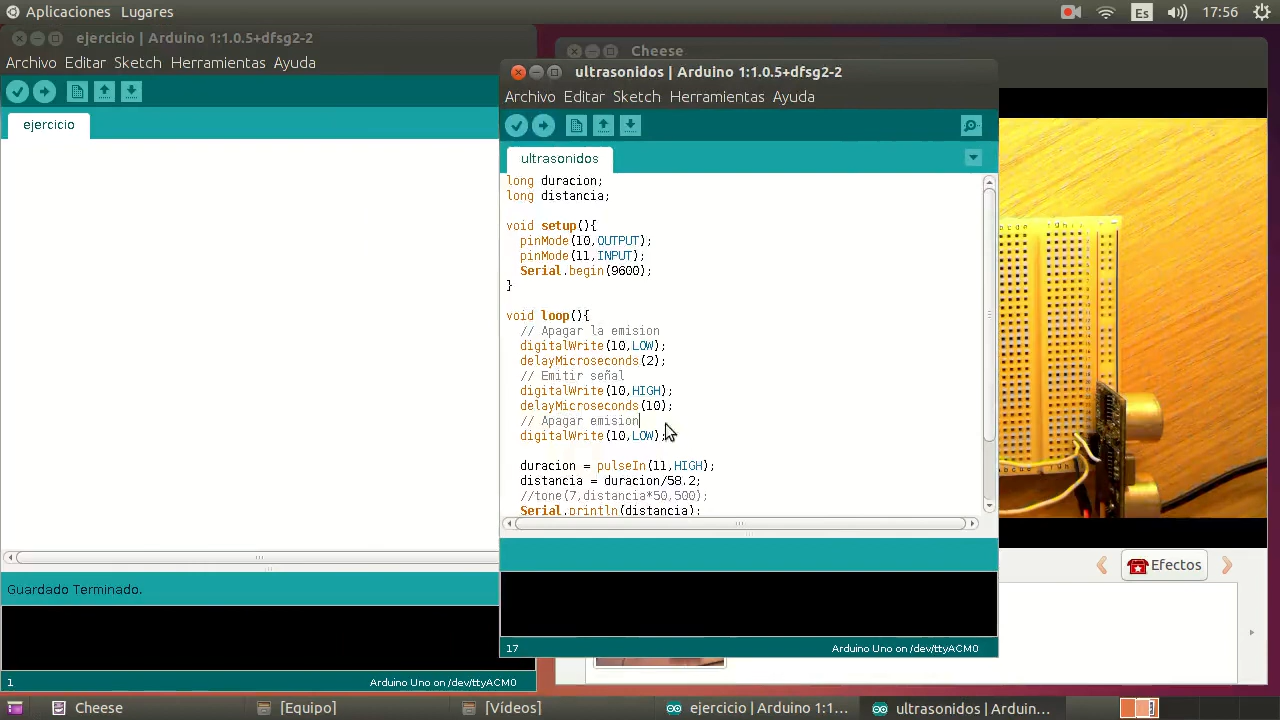 Aplicaciones Lugares
Es 17:56
ejercicio | Arduino 1:1.0.5+dfsg2-2
Archivo Editar Sketch Herramientas Ayuda
ejercicio
Guardado Terminado.
1
Arduino Uno on /dev/ttyACM0
Cheese
ultrasonidos | Arduino 1:1.0.5+dfsg2-2
Archivo Editar Sketch Herramientas Ayuda
ultrasonidos
long duracion;
long distancia;
void setup(){
pinMode(10,OUTPUT);
pinMode(11,INPUT);
Serial.begin(9600);
}
void loop(){
// Apagar la emision
digitalWrite(10,LOW);
delayMicroseconds(2);
// Emitir señal
digitalWrite(10,HIGH);
delayMicroseconds(10);
// Apagar emision
digitalWrite(10,LOW);
duracion = pulseIn(11,HIGH);
distancia = duracion/58.2;
//tone(7,distancia*50,500);
Serial.println(distancia);
17
Arduino Uno on /dev/ttyACM0
Efectos
Cheese
[Equipo]
[Vídeos]
ejercicio | Arduino 1:1...
ultrasonidos | Arduin...